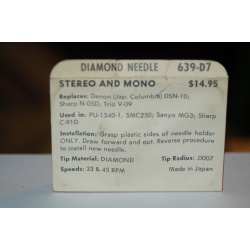 DIAMOND NEEDLE 639-D7
STEREO AND MONO $14.95
Replaces: Denon (Jap. Columbia) DSN-10;
Sharp N-05D, Trio V-09
Used in: PU-1340-1, SMC250; Sanyo MG3; Sharp
C-91D
Installation: Grasp plastic sides of needle holder
ONLY. Draw forward and out. Reverse procedure
to install new needle.
Tip Material: DIAMOND Tip Radius: .0007
Speeds: 33 & 45 RPM Made in Japan